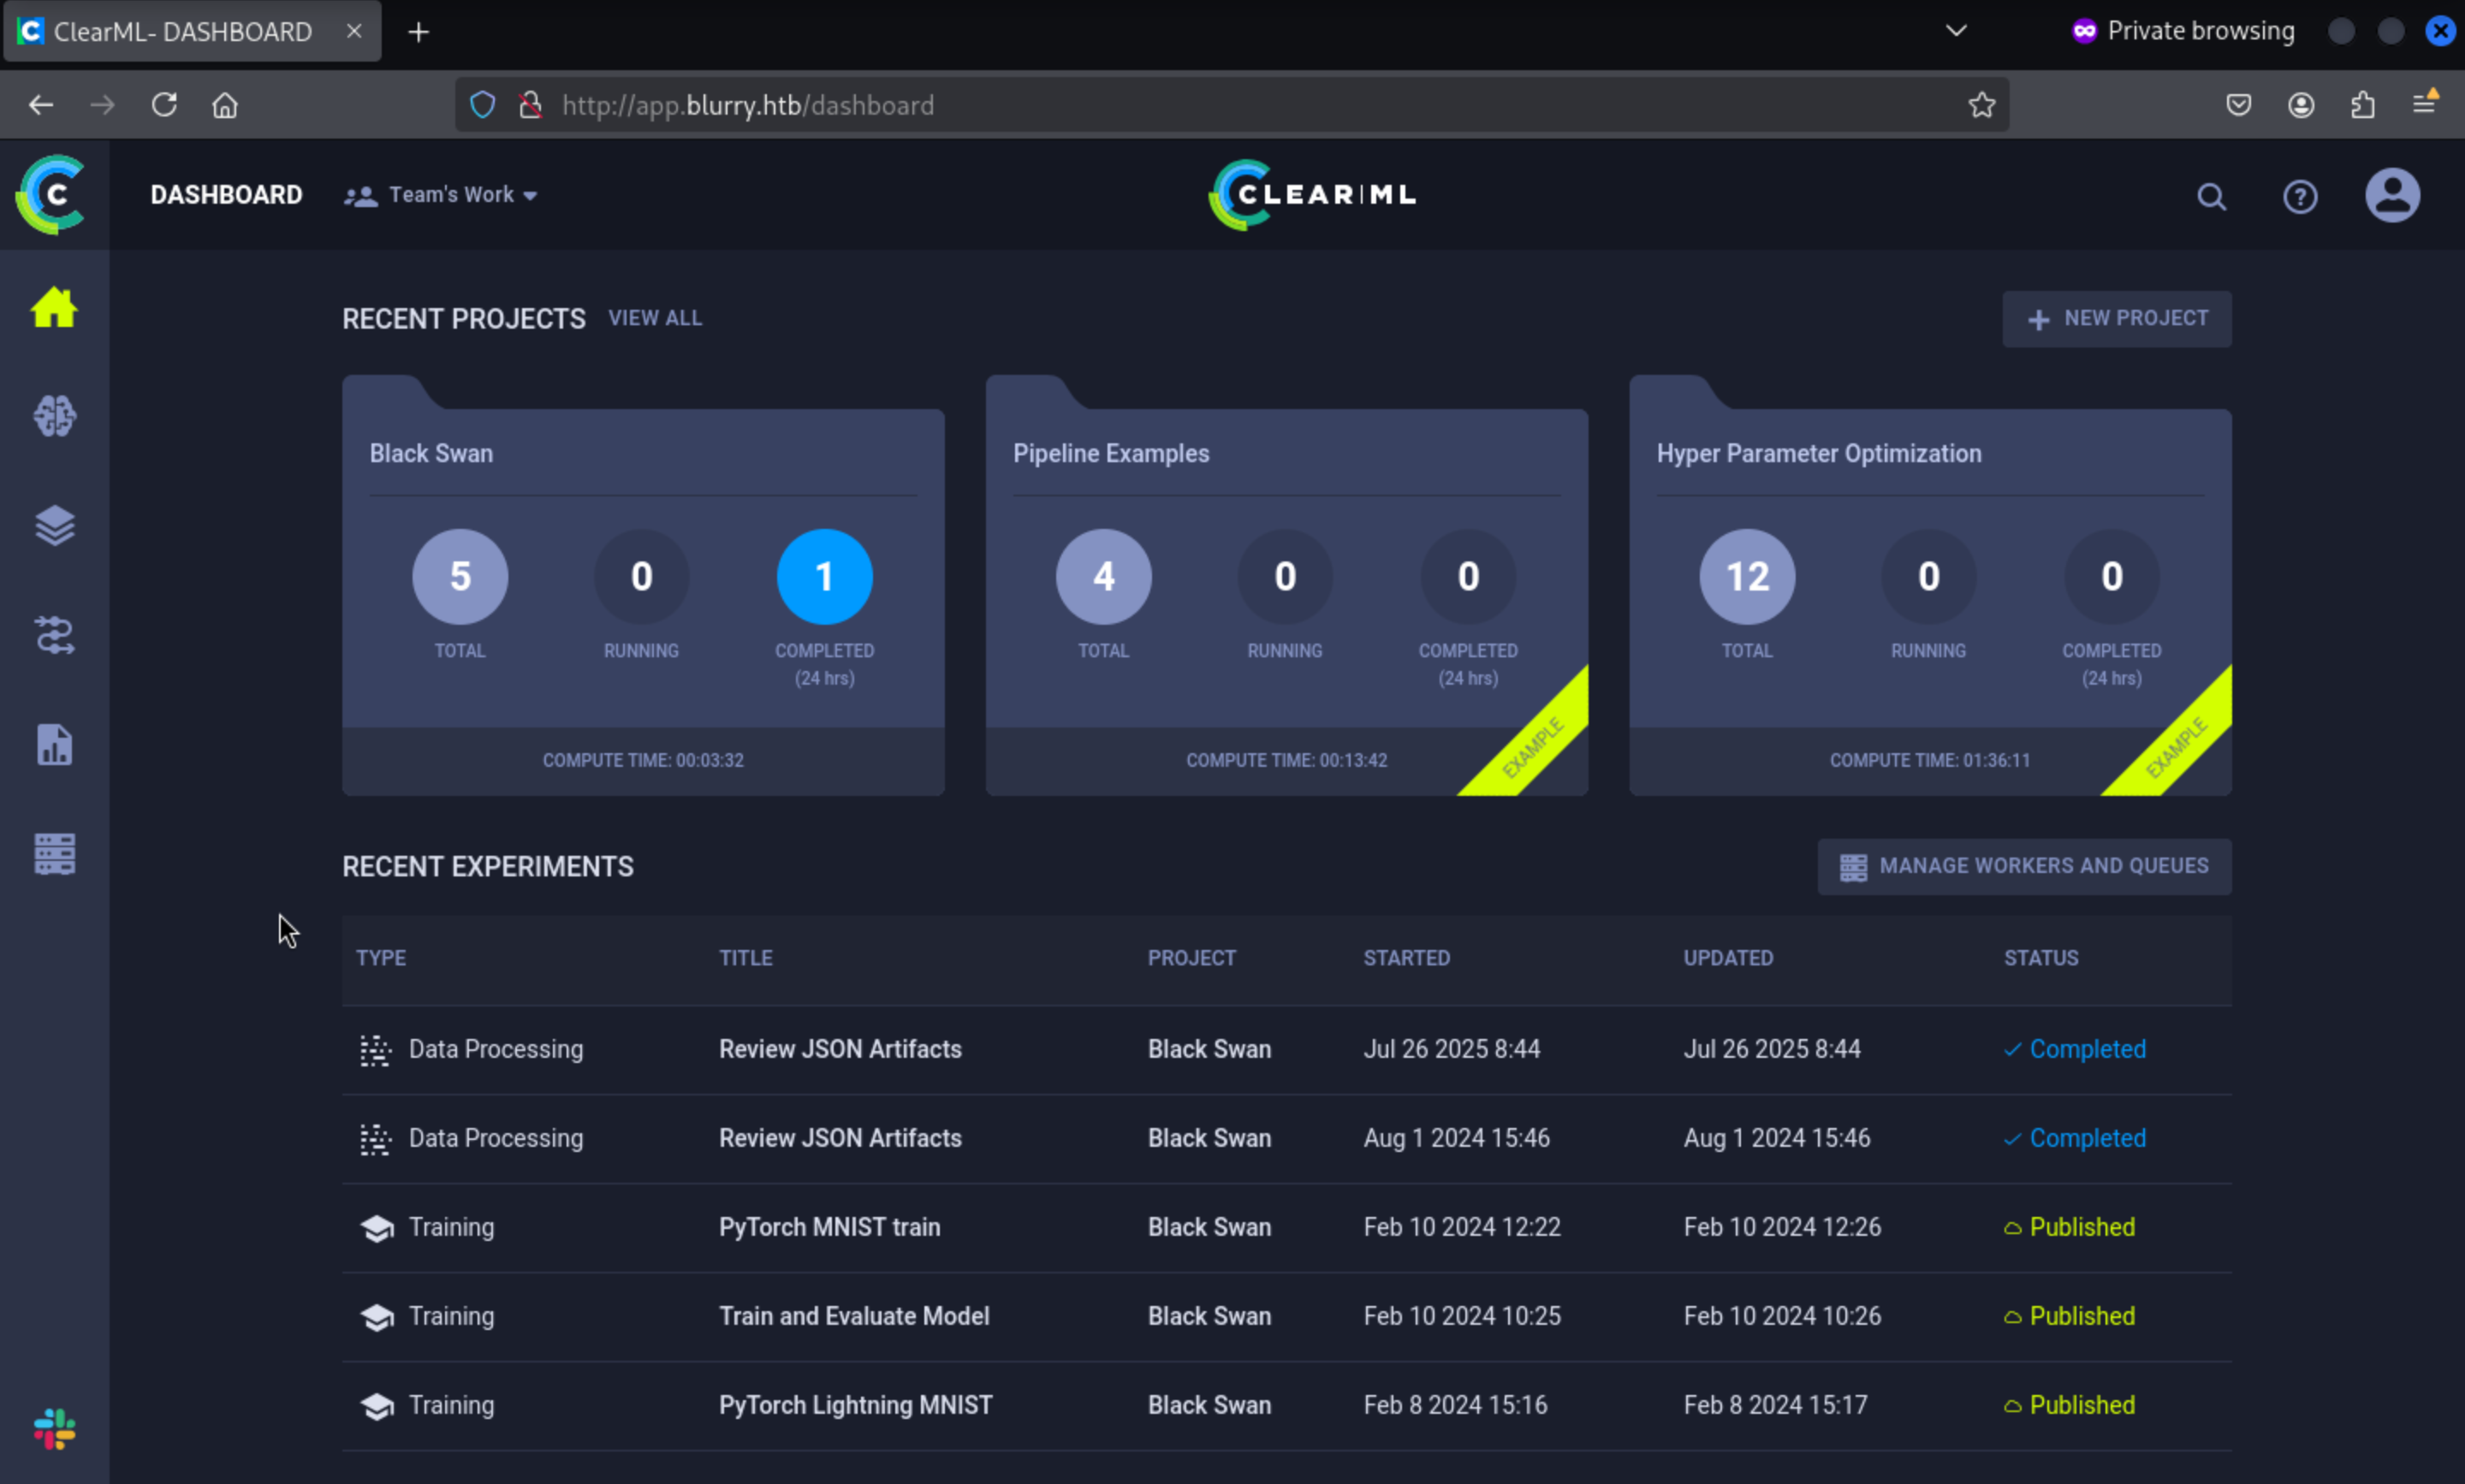 ClearML- DASHBOARD
Private browsing
http://app.blurry.htb/dashboard
DASHBOARD Team's Work CLEAR|ML
RECENT PROJECTS VIEW ALL NEW PROJECT
Black Swan
5 0 1
TOTAL RUNNING COMPLETED
(24 hrs)
COMPUTE TIME: 00:03:32
Pipeline Examples
4 0 0
TOTAL RUNNING COMPLETED
(24 hrs)
COMPUTE TIME: 00:13:42
EXAMPLE
Hyper Parameter Optimization
12 0 0
TOTAL RUNNING COMPLETED
(24 hrs)
COMPUTE TIME: 01:36:11
EXAMPLE
RECENT EXPERIMENTS MANAGE WORKERS AND QUEUES
TYPE TITLE PROJECT STARTED UPDATED STATUS
Data Processing Review JSON Artifacts Black Swan Jul 26 2025 8:44 Jul 26 2025 8:44 Completed
Data Processing Review JSON Artifacts Black Swan Aug 1 2024 15:46 Aug 1 2024 15:46 Completed
Training PyTorch MNIST train Black Swan Feb 10 2024 12:22 Feb 10 2024 12:26 Published
Training Train and Evaluate Model Black Swan Feb 10 2024 10:25 Feb 10 2024 10:26 Published
Training PyTorch Lightning MNIST Black Swan Feb 8 2024 15:16 Feb 8 2024 15:17 Published